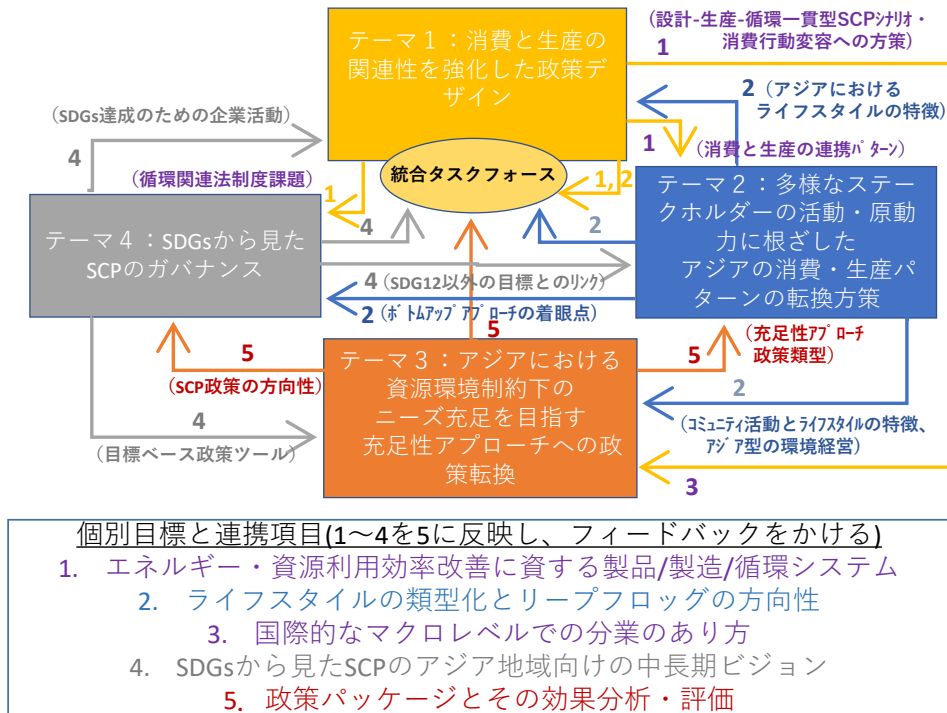 (設計-生産-循環一貫型SCPシナリオ・
消費行動変容への方策)
1
テーマ１：消費と生産の
関連性を強化した政策デ
ザイン
2 (アジアにおける
ライフスタイルの特徴)
(SDGs達成のための企業活動)
4
1
(消費と生産の連携パターン)
(循環関連法制度課題)
1
統合タスクフォース
1, 2
テーマ２：多様なステー
クホルダーの活動・原動
力に根ざした
アジアの消費・生産パ
ターンの転換方策
テーマ４：SDGsから見た
SCPのガバナンス
4
2
4 (SDG12以外の目標とのリンク)
2 (ボトムアップアプローチの着眼点)
5
テーマ３：アジアにおける
資源環境制約下の
ニーズ充足を目指す
充足性アプローチへの政
策転換
5
(SCP政策の方向性)
5
(充足性アプローチ
政策類型)
2
4
(目標ベース政策ツール)
(コミュニティ活動とライフスタイルの特徴、
アジア型の環境経営)
3
個別目標と連携項目(1～4を5に反映し、フィードバックをかける)
1. エネルギー・資源利用効率改善に資する製品/製造/循環システム
2. ライフスタイルの類型化とリープフロッグの方向性
3. 国際的なマクロレベルでの分業のあり方
4. SDGsから見たSCPのアジア地域向けの中長期ビジョン
5. 政策パッケージとその効果分析・評価